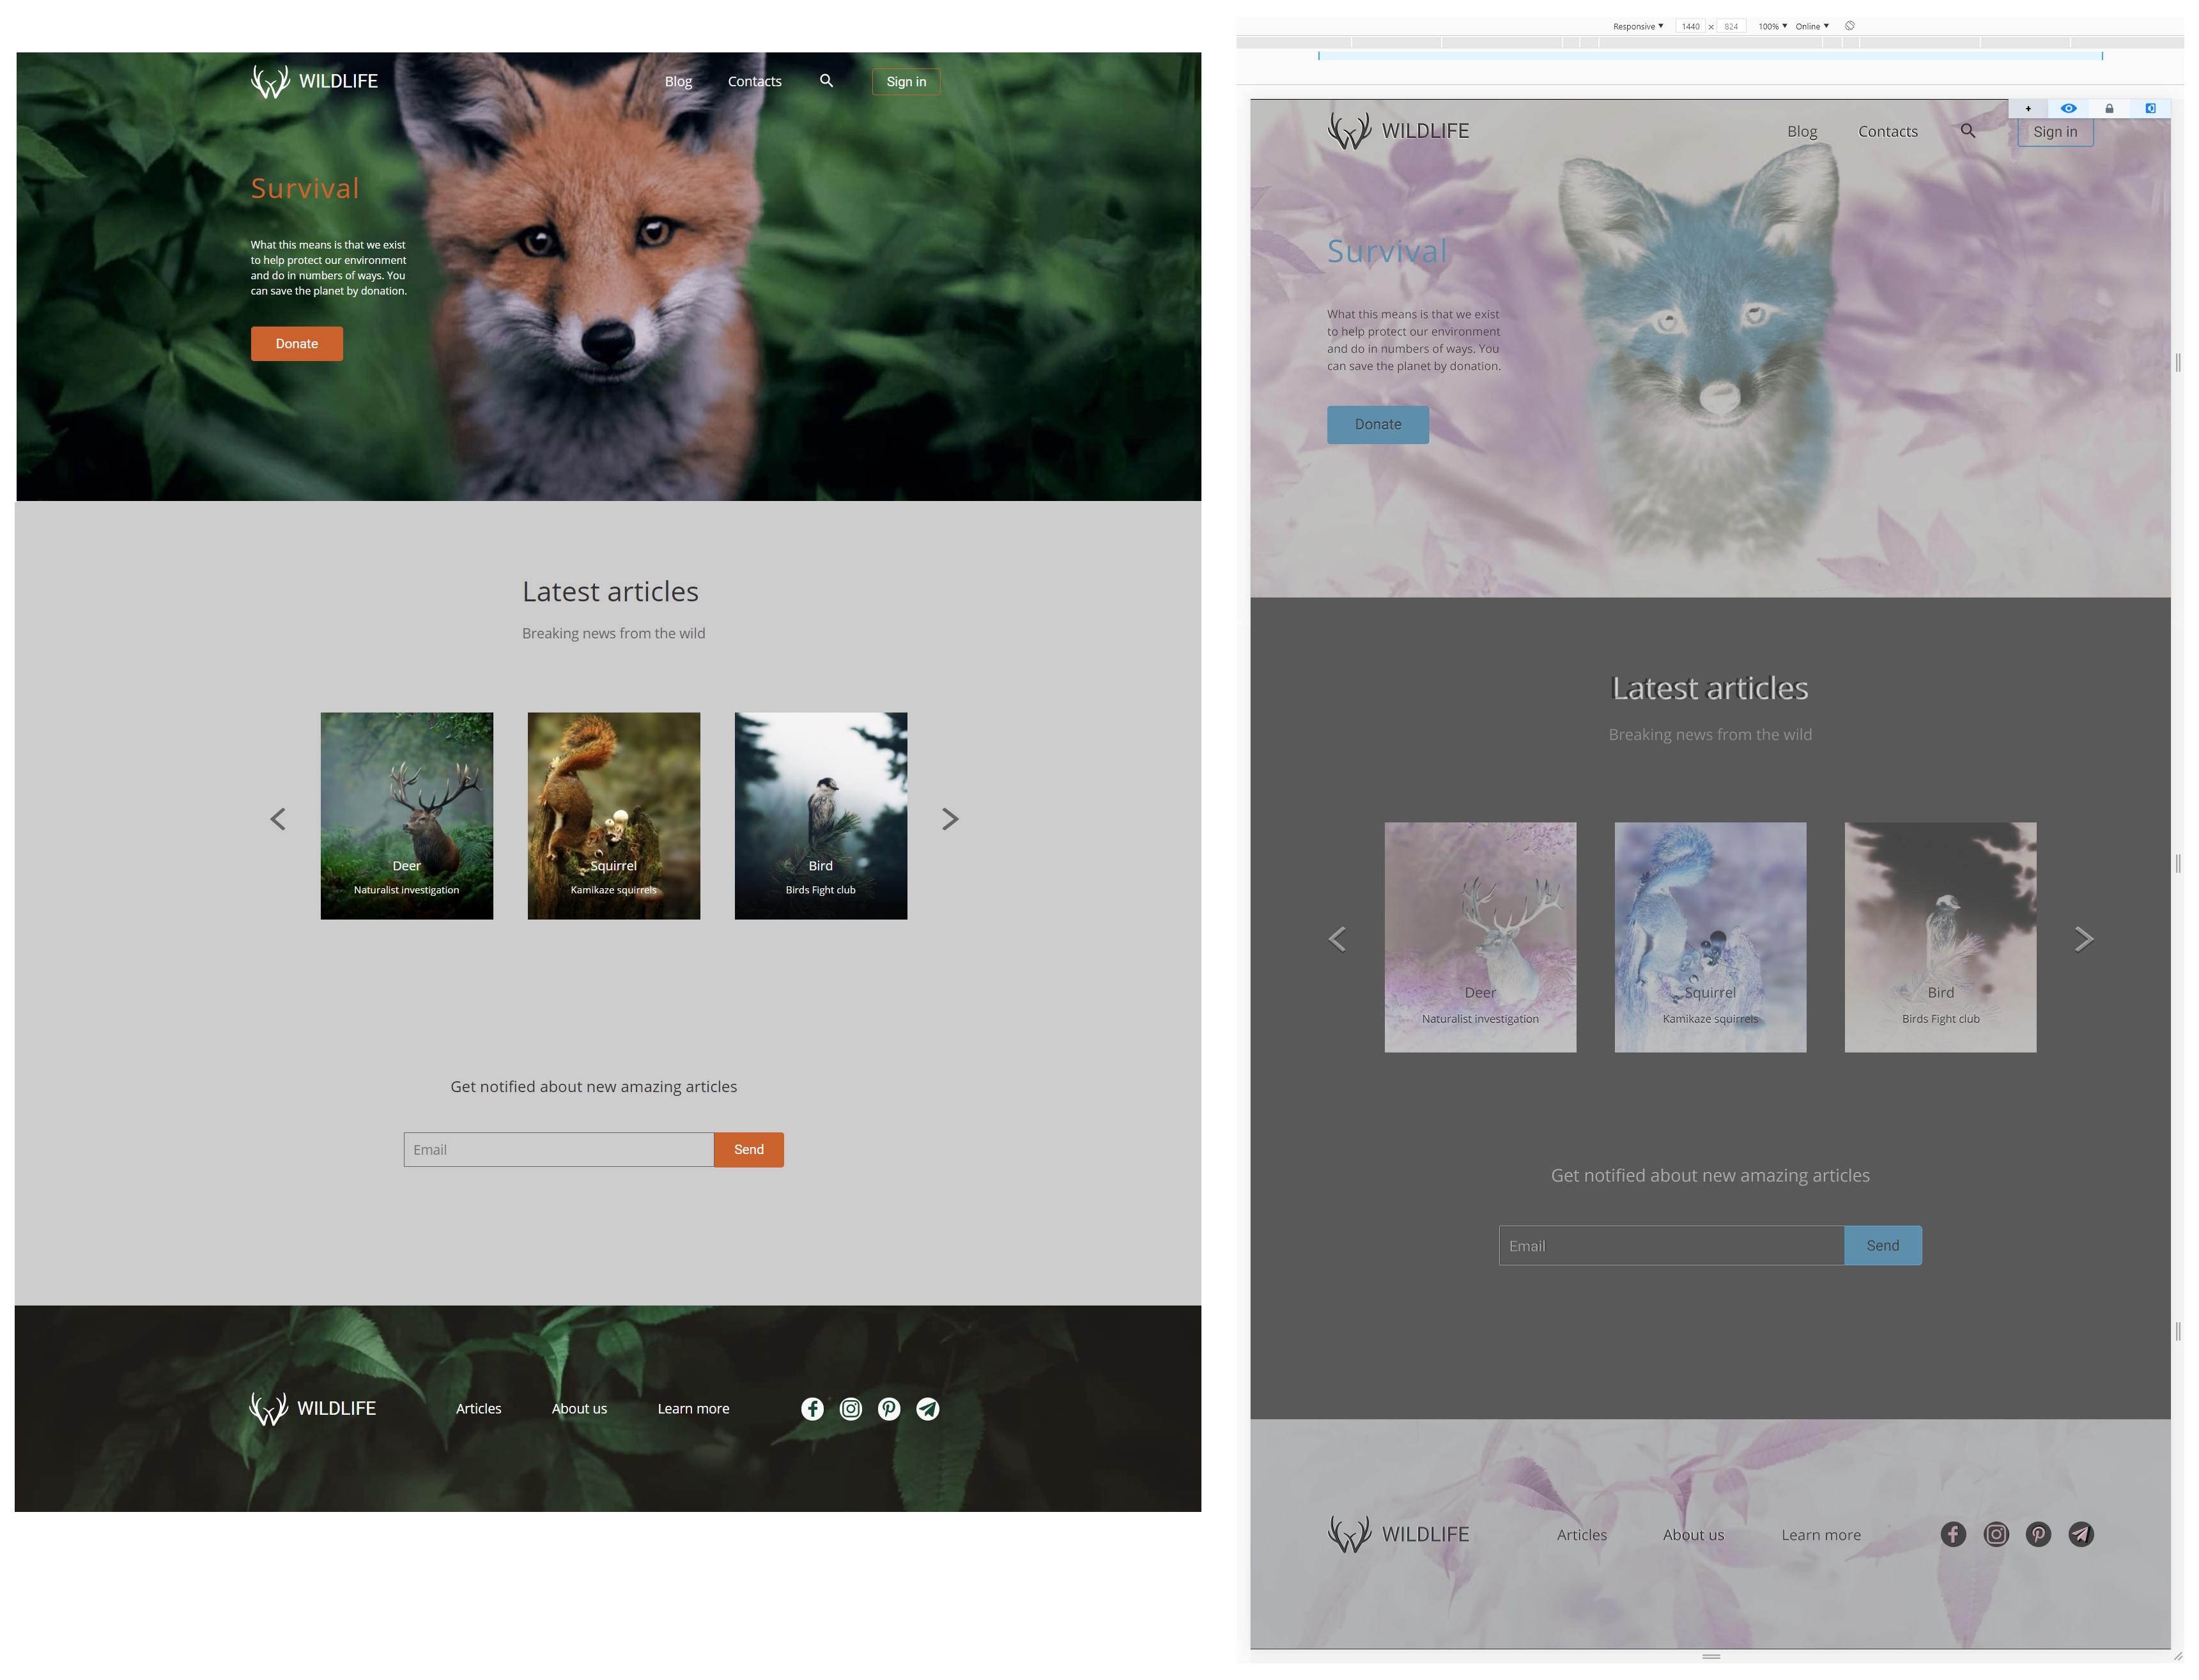 WILDLIFE
Blog Contacts Sign in
Survival
What this means is that we exist
to help protect our environment
and do in numbers of ways. You
can save the planet by donation.
Donate
Latest articles
Breaking news from the wild
Deer Squirrel Bird
Naturalist investigation Kamikaze squirrels Birds Fight club
Get notified about new amazing articles
Email Send
WILDLIFE Articles About us Learn more
Responsive 1440 x 824 100% Online
+
WILDLIFE Blog Contacts Sign in
Survival
What this means is that we exist
to help protect our environment
and do in numbers of ways. You
can save the planet by donation.
Donate
Latest articles
Breaking news from the wild
Deer Squirrel Bird
Naturalist investigation Kamikaze squirrels Birds Fight club
Get notified about new amazing articles
Email Send
WILDLIFE Articles About us Learn more